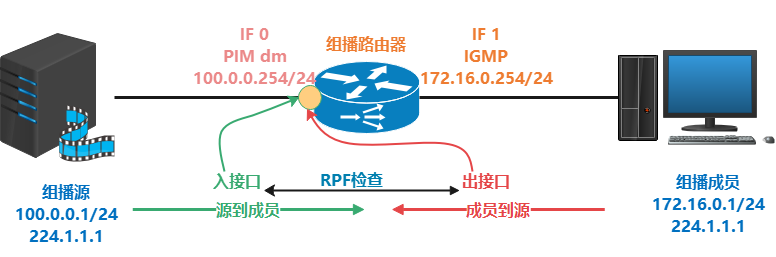 IF 0
PIM dm
100.0.0.254/24
组播路由器
IF 1
IGMP
172.16.0.254/24
入接口
RPF检查
出接口
源到成员
成员到源
组播源
100.0.0.1/24
224.1.1.1
组播成员
172.16.0.1/24
224.1.1.1